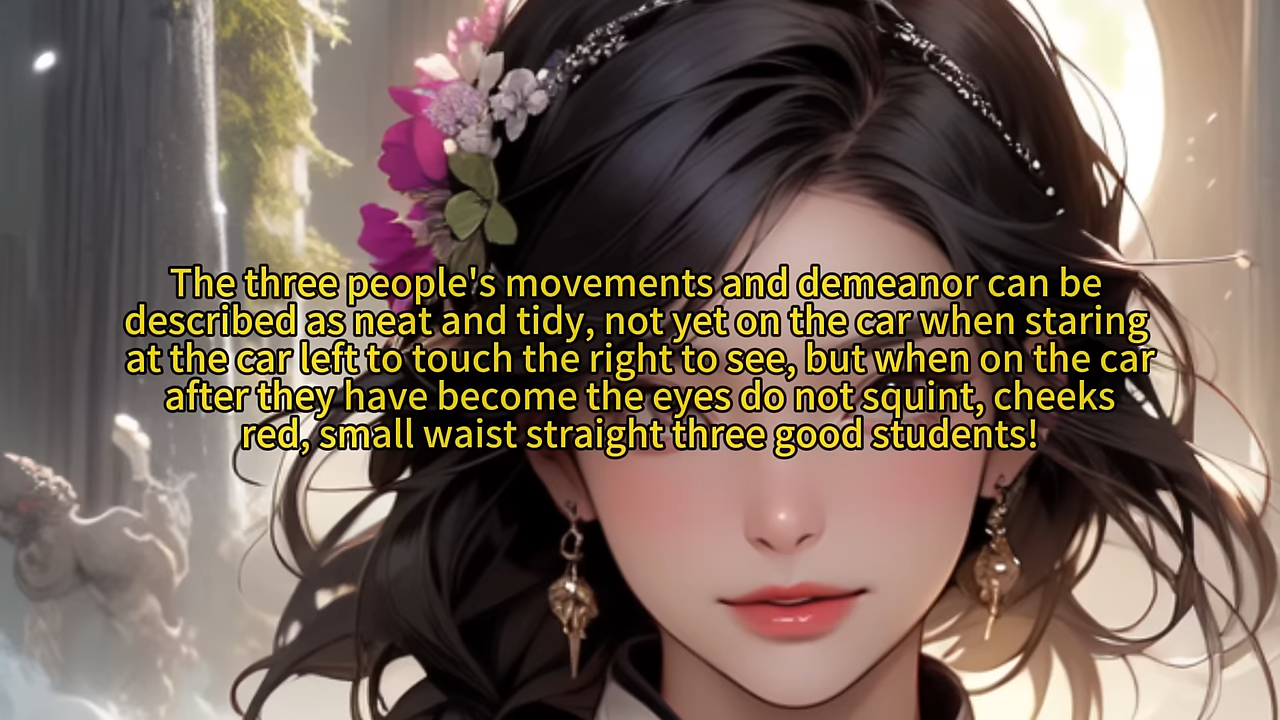 The three people's movements and demeanor can be
described as neat and tidy, not yet on the car when staring
at the car left to touch the right to see, but when on the car
after they have become the eyes do not squint, cheeks
red, small waist straight three good students!